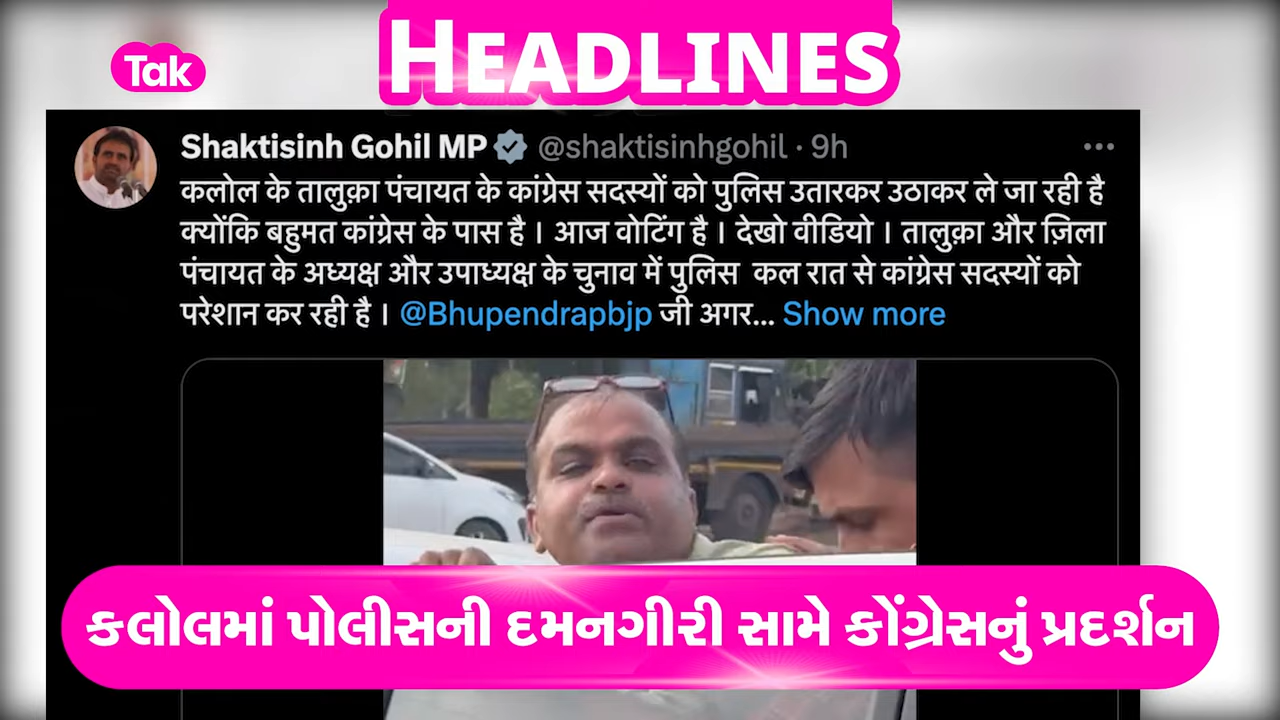 HEADLINES
Tak
Shaktisinh Gohil MP @shaktisinhgohil · 9h
कलोल के तालुक़ा पंचायत के कांग्रेस सदस्यों को पुलिस उतारकर उठाकर ले जा रही है
क्योंकि बहुमत कांग्रेस के पास है । आज वोटिंग है । देखो वीडियो । तालुक़ा और ज़िला
पंचायत के अध्यक्ष और उपाध्यक्ष के चुनाव में पुलिस कल रात से कांग्रेस सदस्यों को
परेशान कर रही है । @Bhupendrapbjp जी अगर... Show more
કલોલમાં પોલીસની દમનગીરી સામે કોંગ્રેસનું પ્રદર્શન